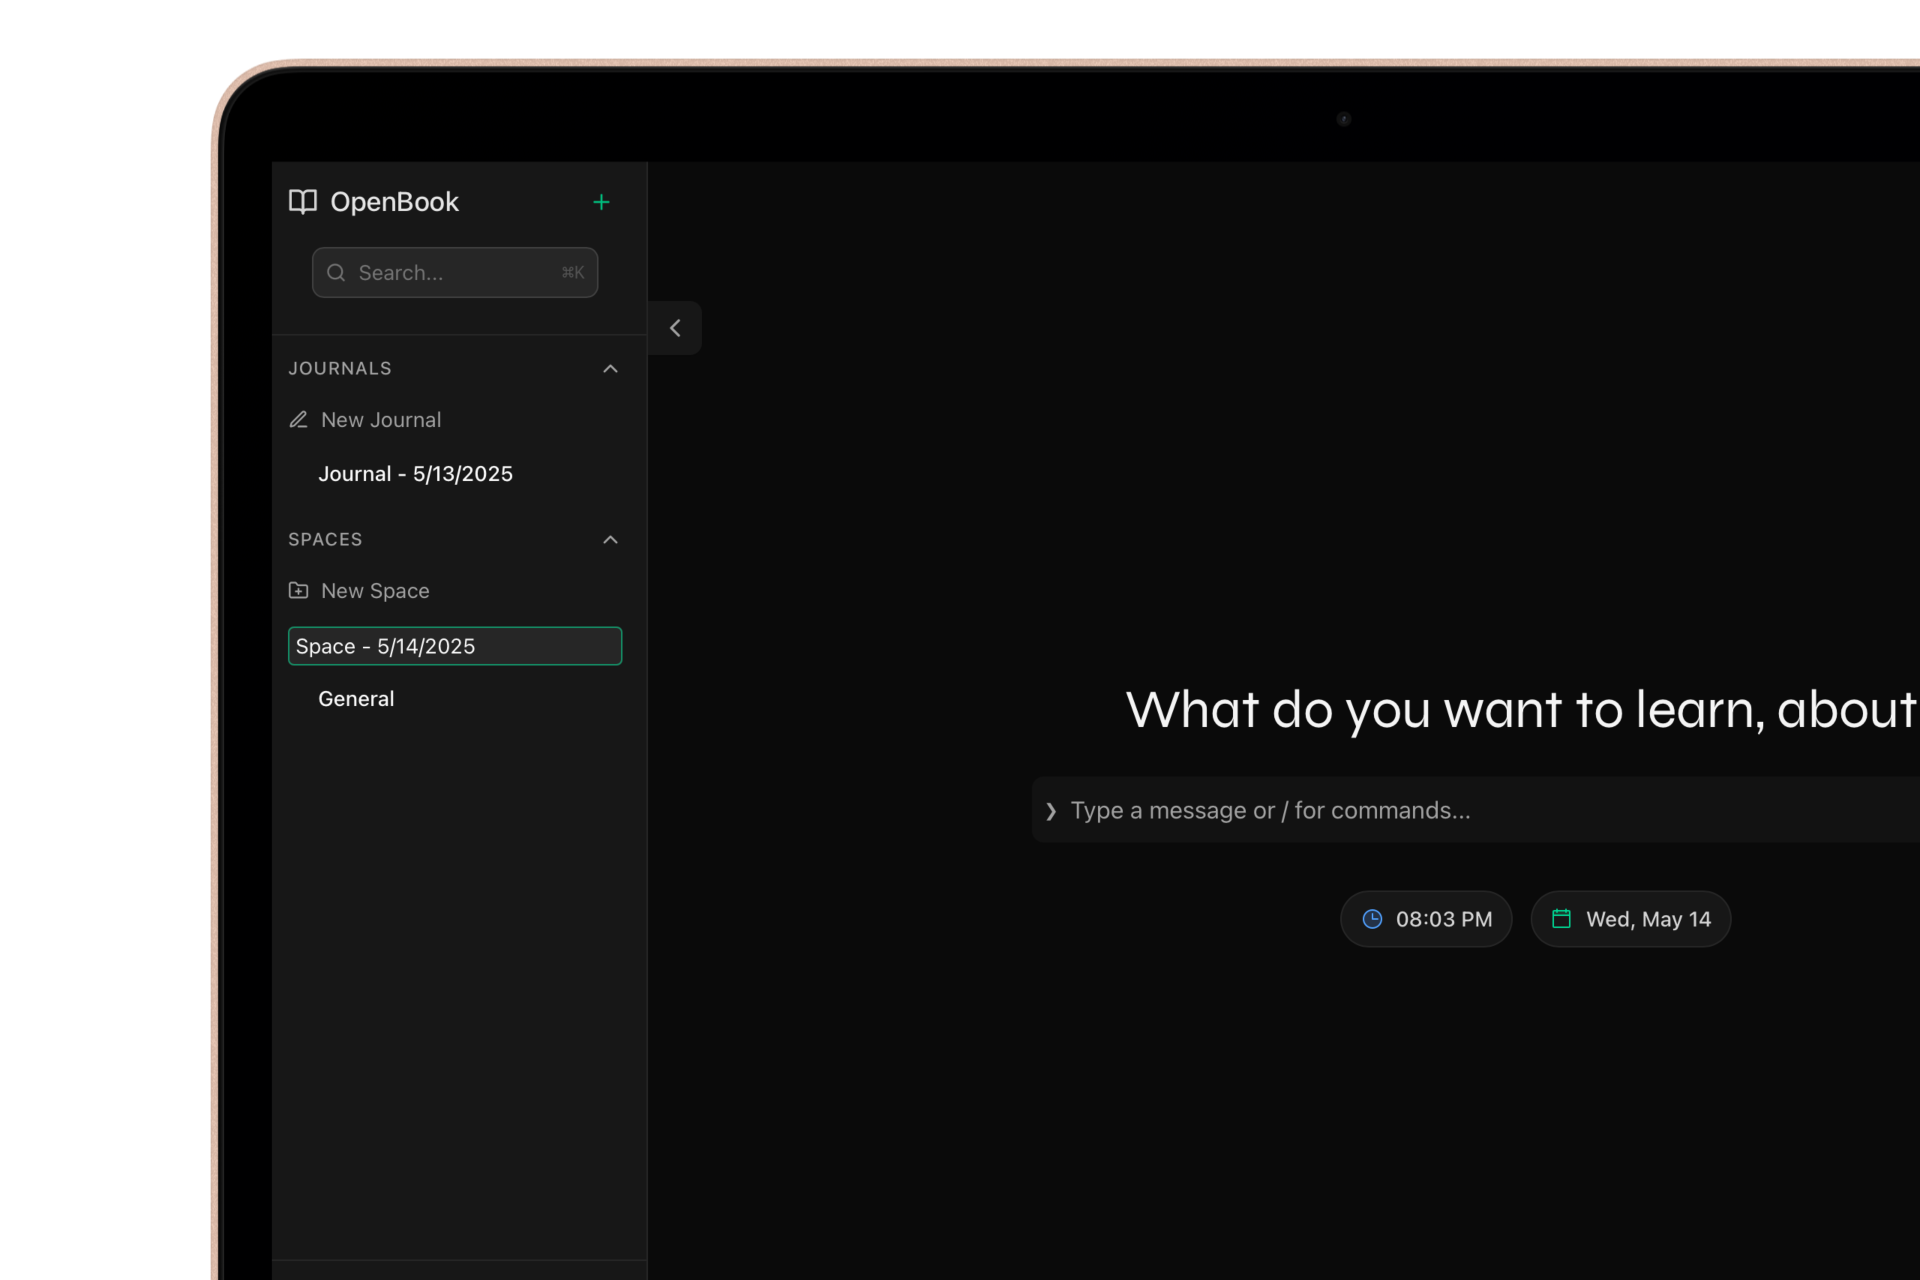 OpenBook
Search...
⌘K
JOURNALS
New Journal
Journal - 5/13/2025
SPACES
New Space
Space - 5/14/2025
General
What do you want to learn, about
❯ Type a message or / for commands...
08:03 PM
Wed, May 14